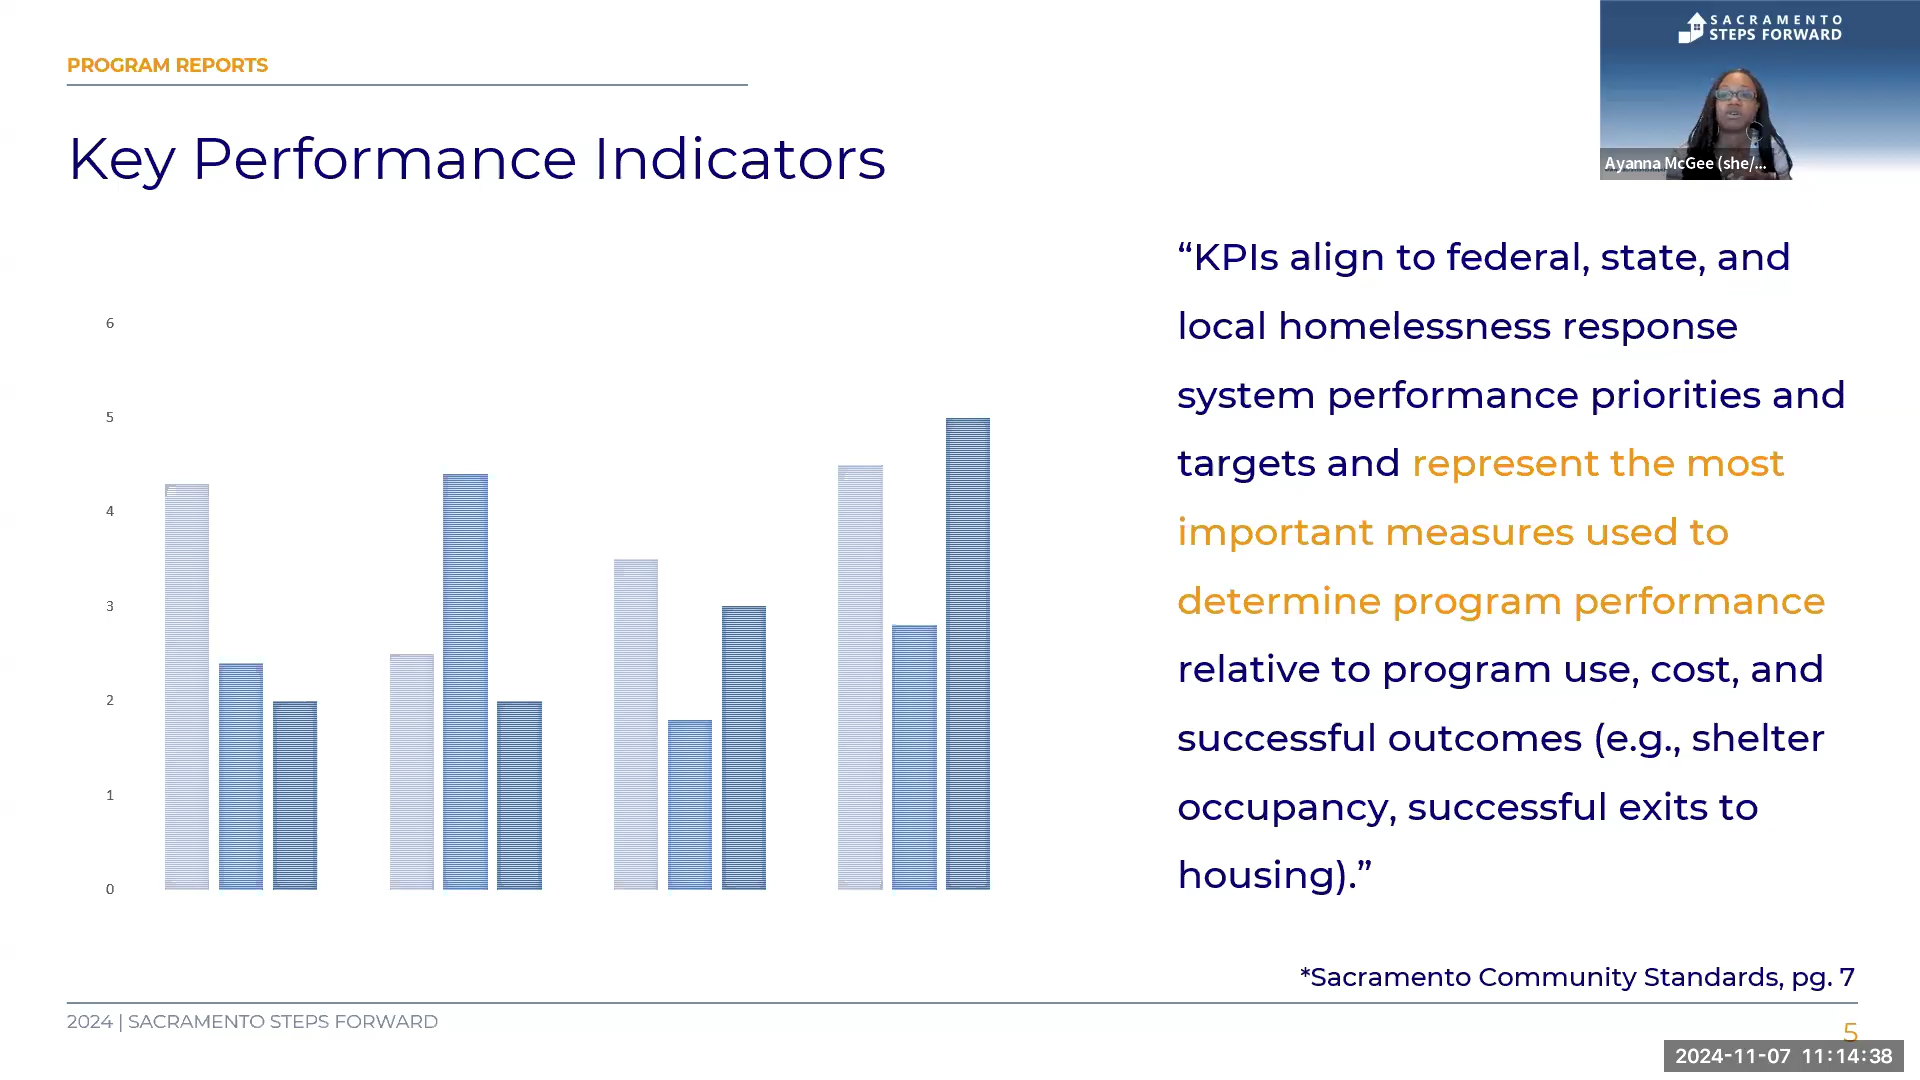 PROGRAM REPORTS
Key Performance Indicators
SACRAMENTO
STEPS FORWARD
Ayanna McGee (she/...
6
5
4
3
2
1
0
“KPIs align to federal, state, and
local homelessness response
system performance priorities and
targets and represent the most
important measures used to
determine program performance
relative to program use, cost, and
successful outcomes (e.g., shelter
occupancy, successful exits to
housing).”
*Sacramento Community Standards, pg. 7
2024 | SACRAMENTO STEPS FORWARD
5
2024-11-07 11:14:38